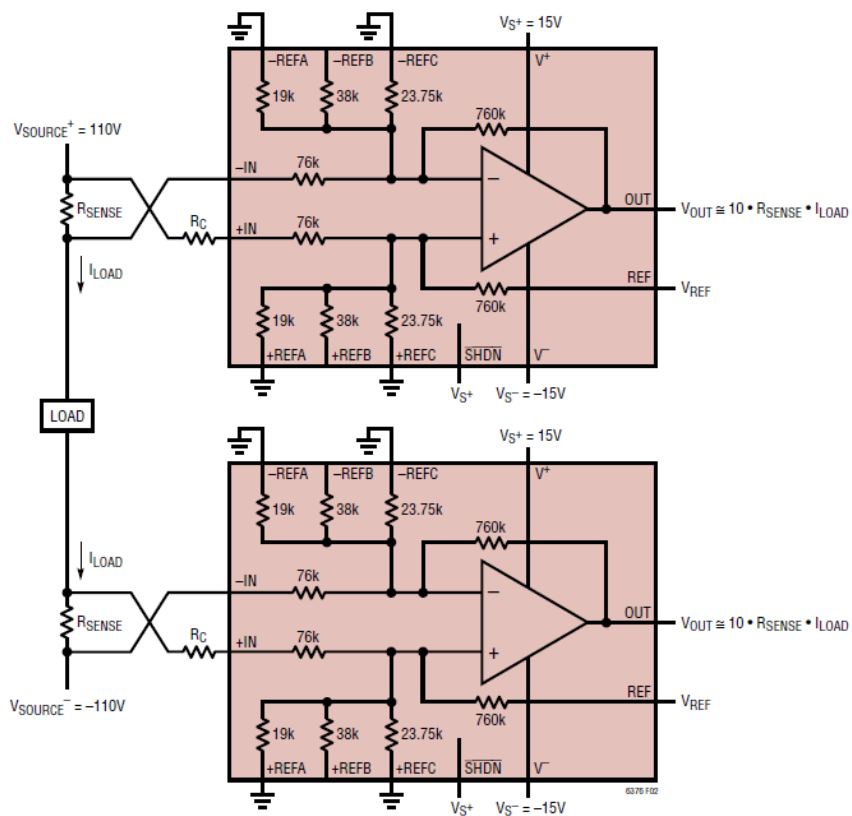 VS+ = 15V
–REFA –REFB –REFC V+
19k 38k 23.75k
760k
VSOURCE+ = 110V
–IN 76k
RSENSE
–
OUT
VOUT ≅ 10 • RSENSE • ILOAD
RC +IN 76k
+
ILOAD
REF
VREF
760k
19k 38k 23.75k
+REFA +REFB +REFC SHDN V–
VS+ VS– = –15V
LOAD
VS+ = 15V
–REFA –REFB –REFC V+
19k 38k 23.75k
760k
ILOAD
–IN 76k
RSENSE
–
OUT
VOUT ≅ 10 • RSENSE • ILOAD
RC +IN 76k
+
VSOURCE– = –110V
REF
VREF
760k
19k 38k 23.75k
+REFA +REFB +REFC SHDN V–
6376 F02
VS+ VS– = –15V